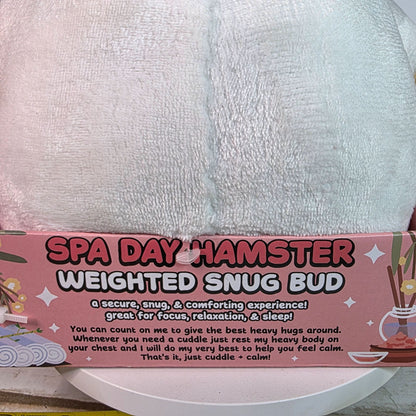 SPA DAY HAMSTER
WEIGHTED SNUG BUD
a secure, snug, & comforting experience!
great for focus, relaxation, & sleep!
You can count on me to give the best heavy hugs around.
Whenever you need a cuddle just rest my heavy body on
your chest and I will do my very best to help you feel calm.
That's it, just cuddle + calm!